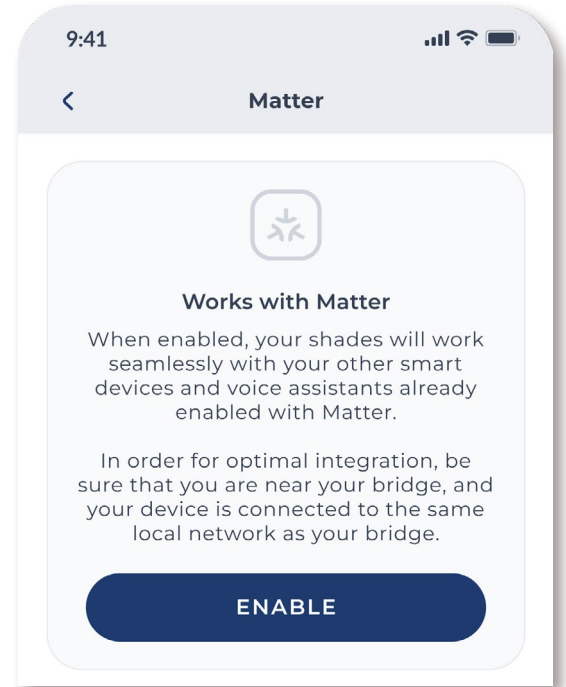 9:41
Matter
Works with Matter
When enabled, your shades will work
seamlessly with your other smart
devices and voice assistants already
enabled with Matter.
In order for optimal integration, be
sure that you are near your bridge, and
your device is connected to the same
local network as your bridge.
ENABLE